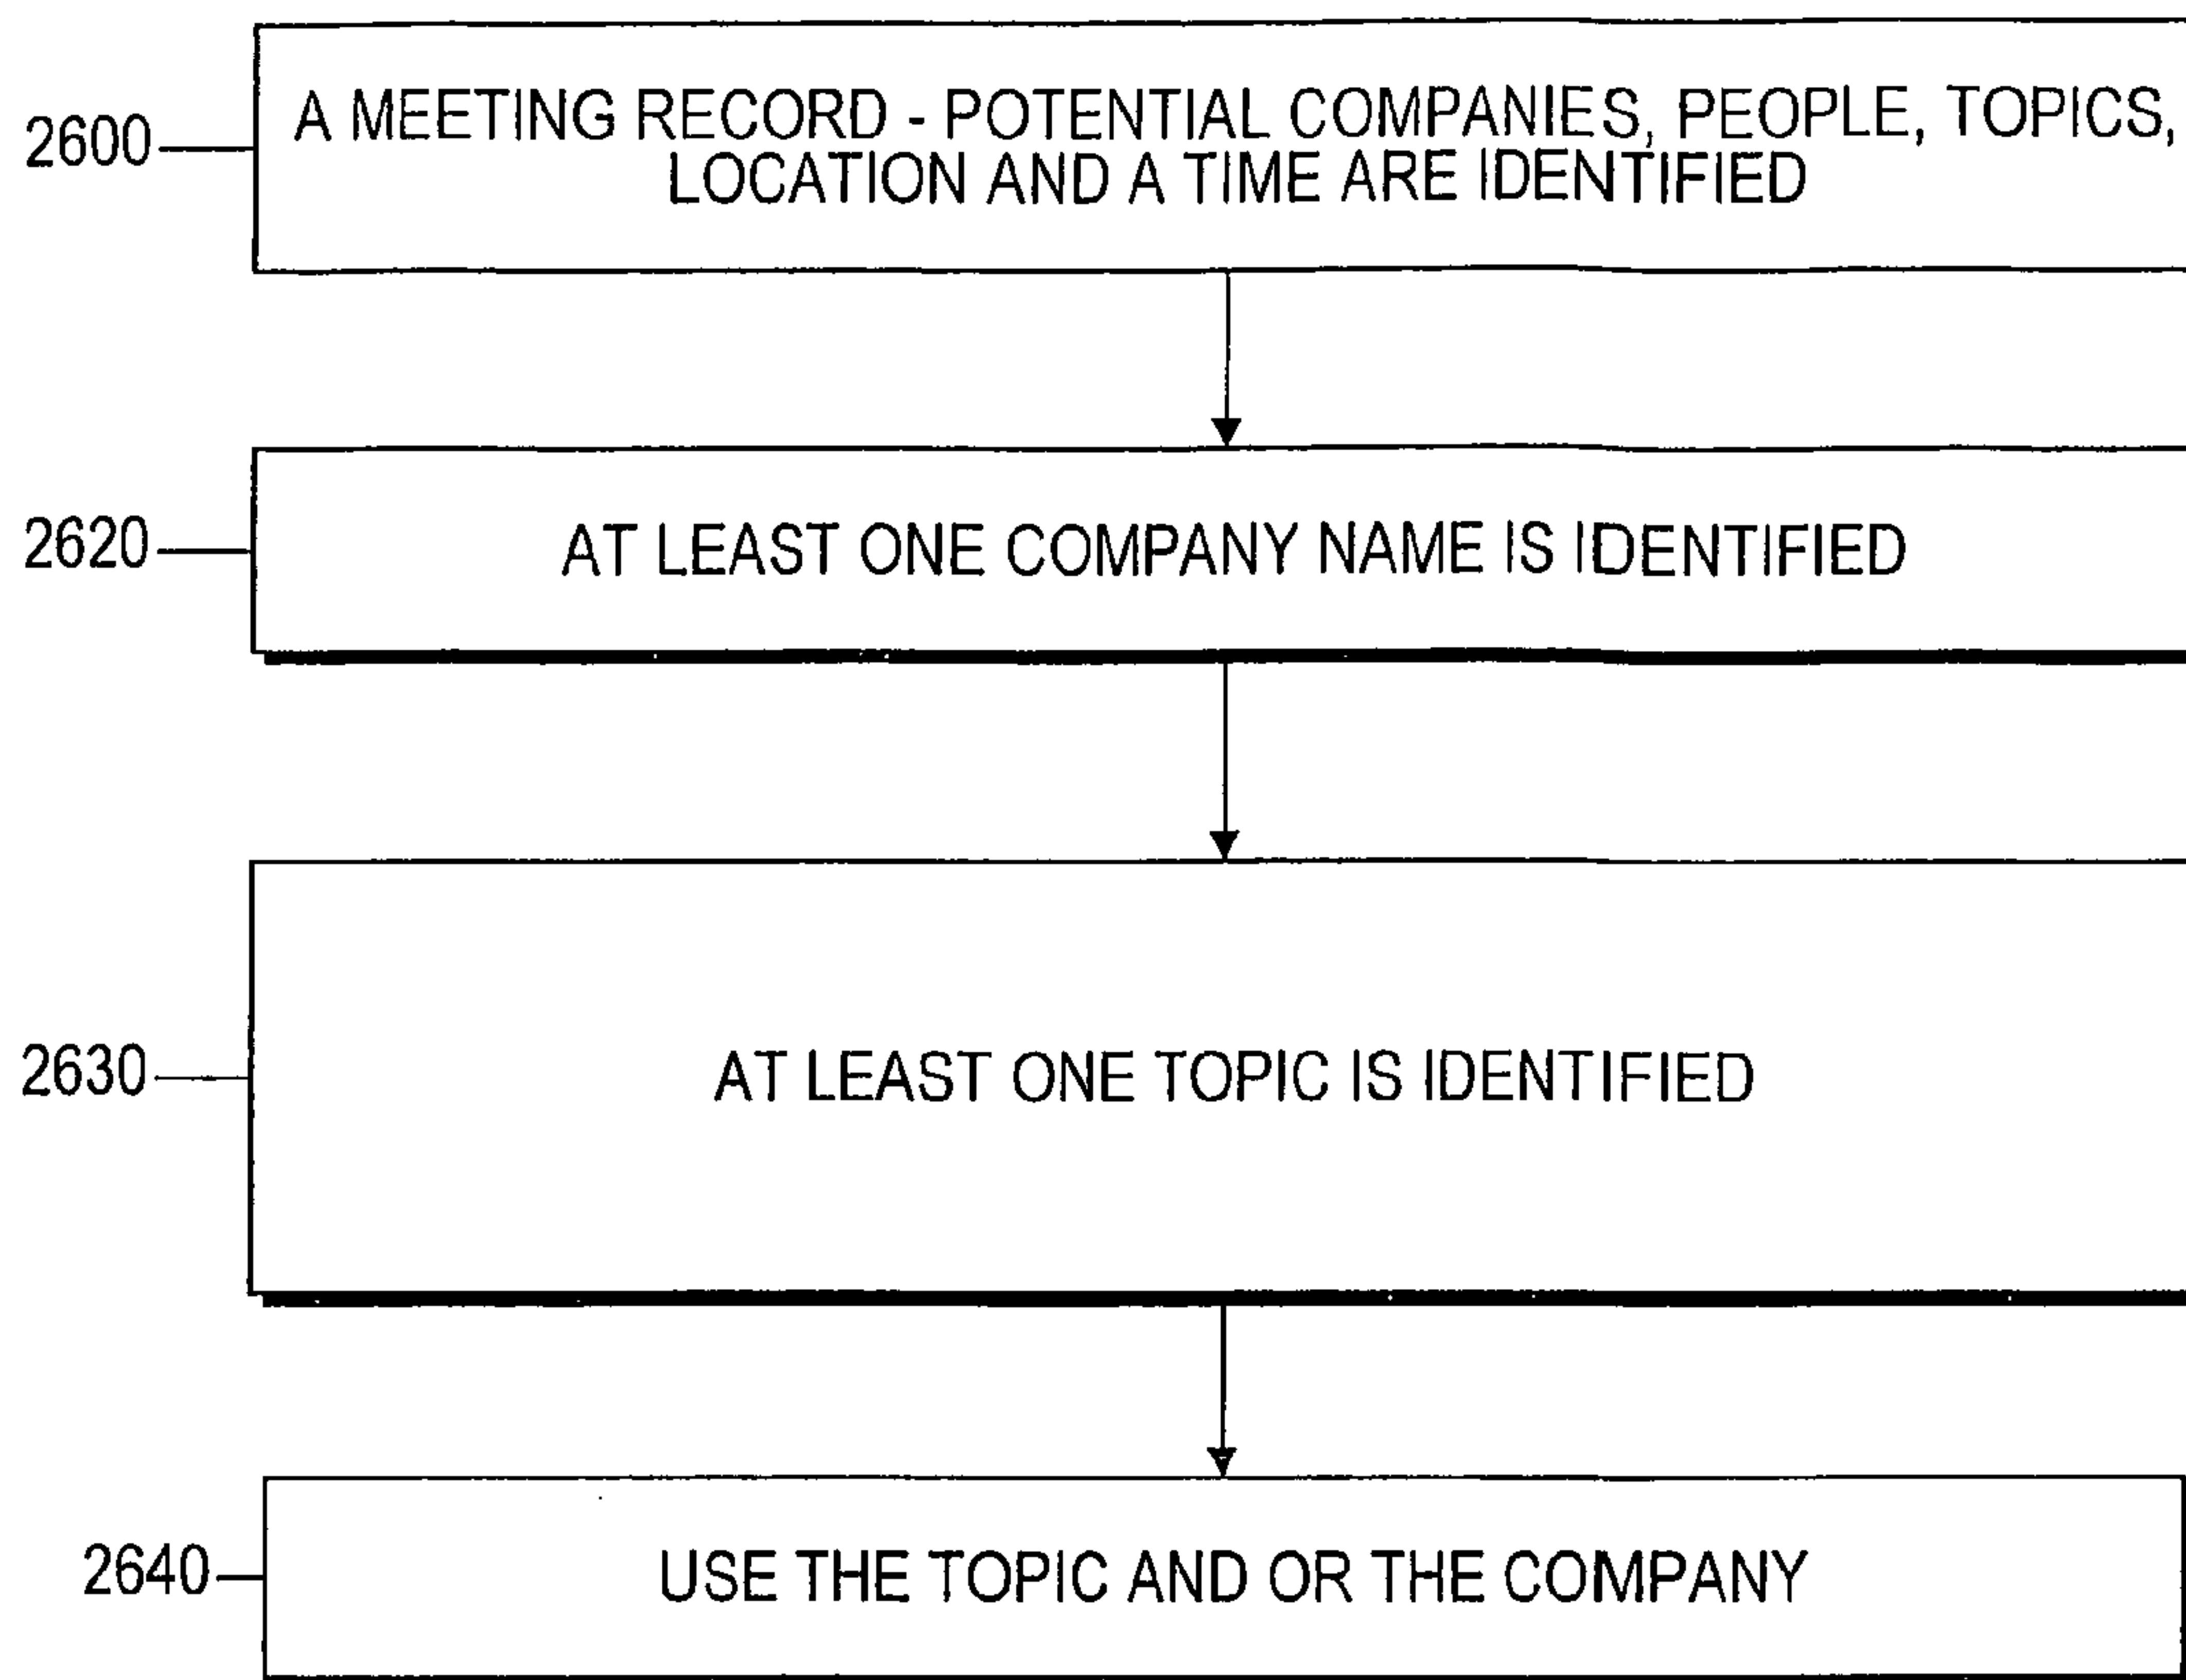 2600
A MEETING RECORD - POTENTIAL COMPANIES, PEOPLE, TOPICS,
LOCATION AND A TIME ARE IDENTIFIED
2620
AT LEAST ONE COMPANY NAME IS IDENTIFIED
2630
AT LEAST ONE TOPIC IS IDENTIFIED
2640
USE THE TOPIC AND OR THE COMPANY